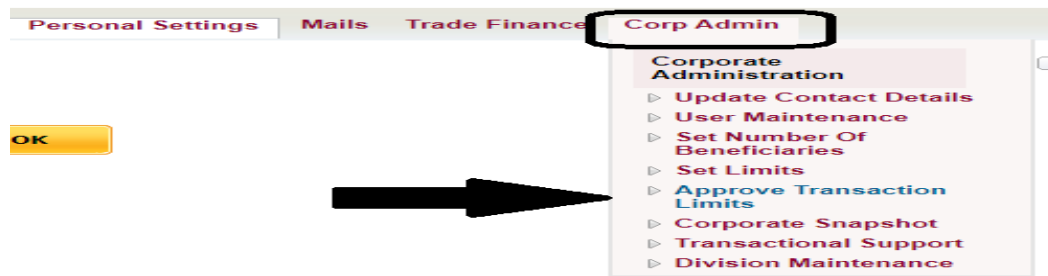 Personal Settings Mails Trade Finance Corp Admin
Corporate
Administration
Update Contact Details
User Maintenance
OK
Set Number Of
Beneficiaries
Set Limits
Approve Transaction
Limits
Corporate Snapshot
Transactional Support
Division Maintenance